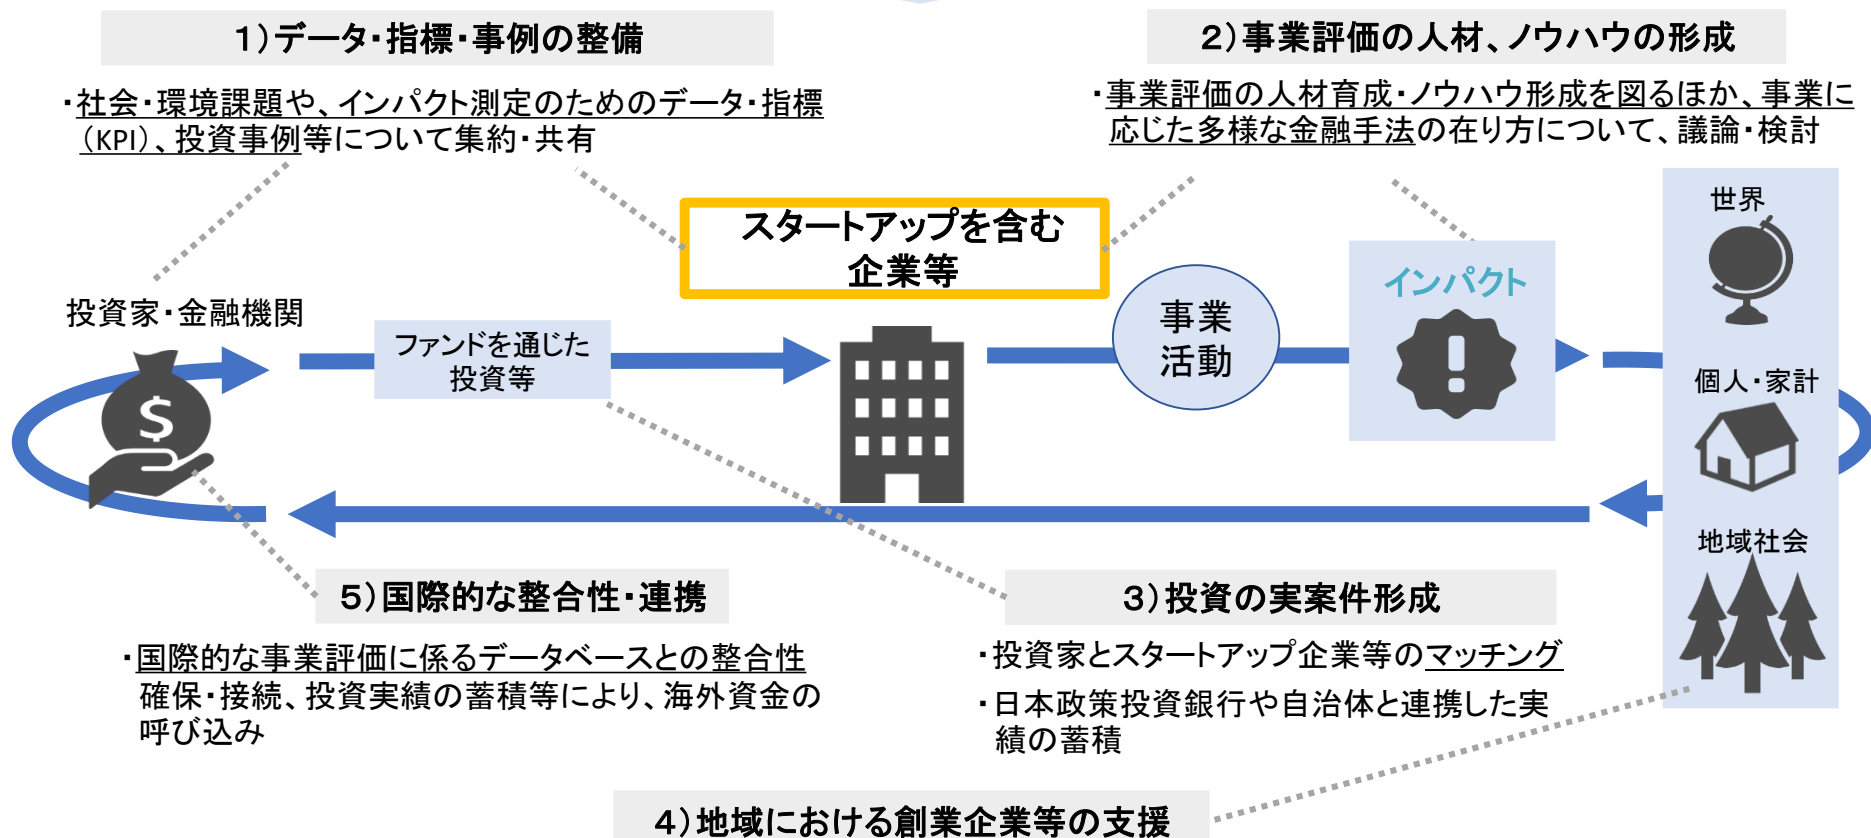 1)データ・指標・事例の整備
・社会・環境課題や、インパクト測定のためのデータ・指標
(KPI)、投資事例等について集約・共有
2)事業評価の人材、ノウハウの形成
・事業評価の人材育成・ノウハウ形成を図るほか、事業に
応じた多様な金融手法の在り方について、議論・検討
スタートアップを含む
企業等
投資家・金融機関
ファンドを通じた
投資等
事業
活動
インパクト
世界
個人・家計
地域社会
$
5)国際的な整合性・連携
・国際的な事業評価に係るデータベースとの整合性
確保・接続、投資実績の蓄積等により、海外資金の
呼び込み
3)投資の実案件形成
・投資家とスタートアップ企業等のマッチング
・日本政策投資銀行や自治体と連携した実
績の蓄積
4)地域における創業企業等の支援